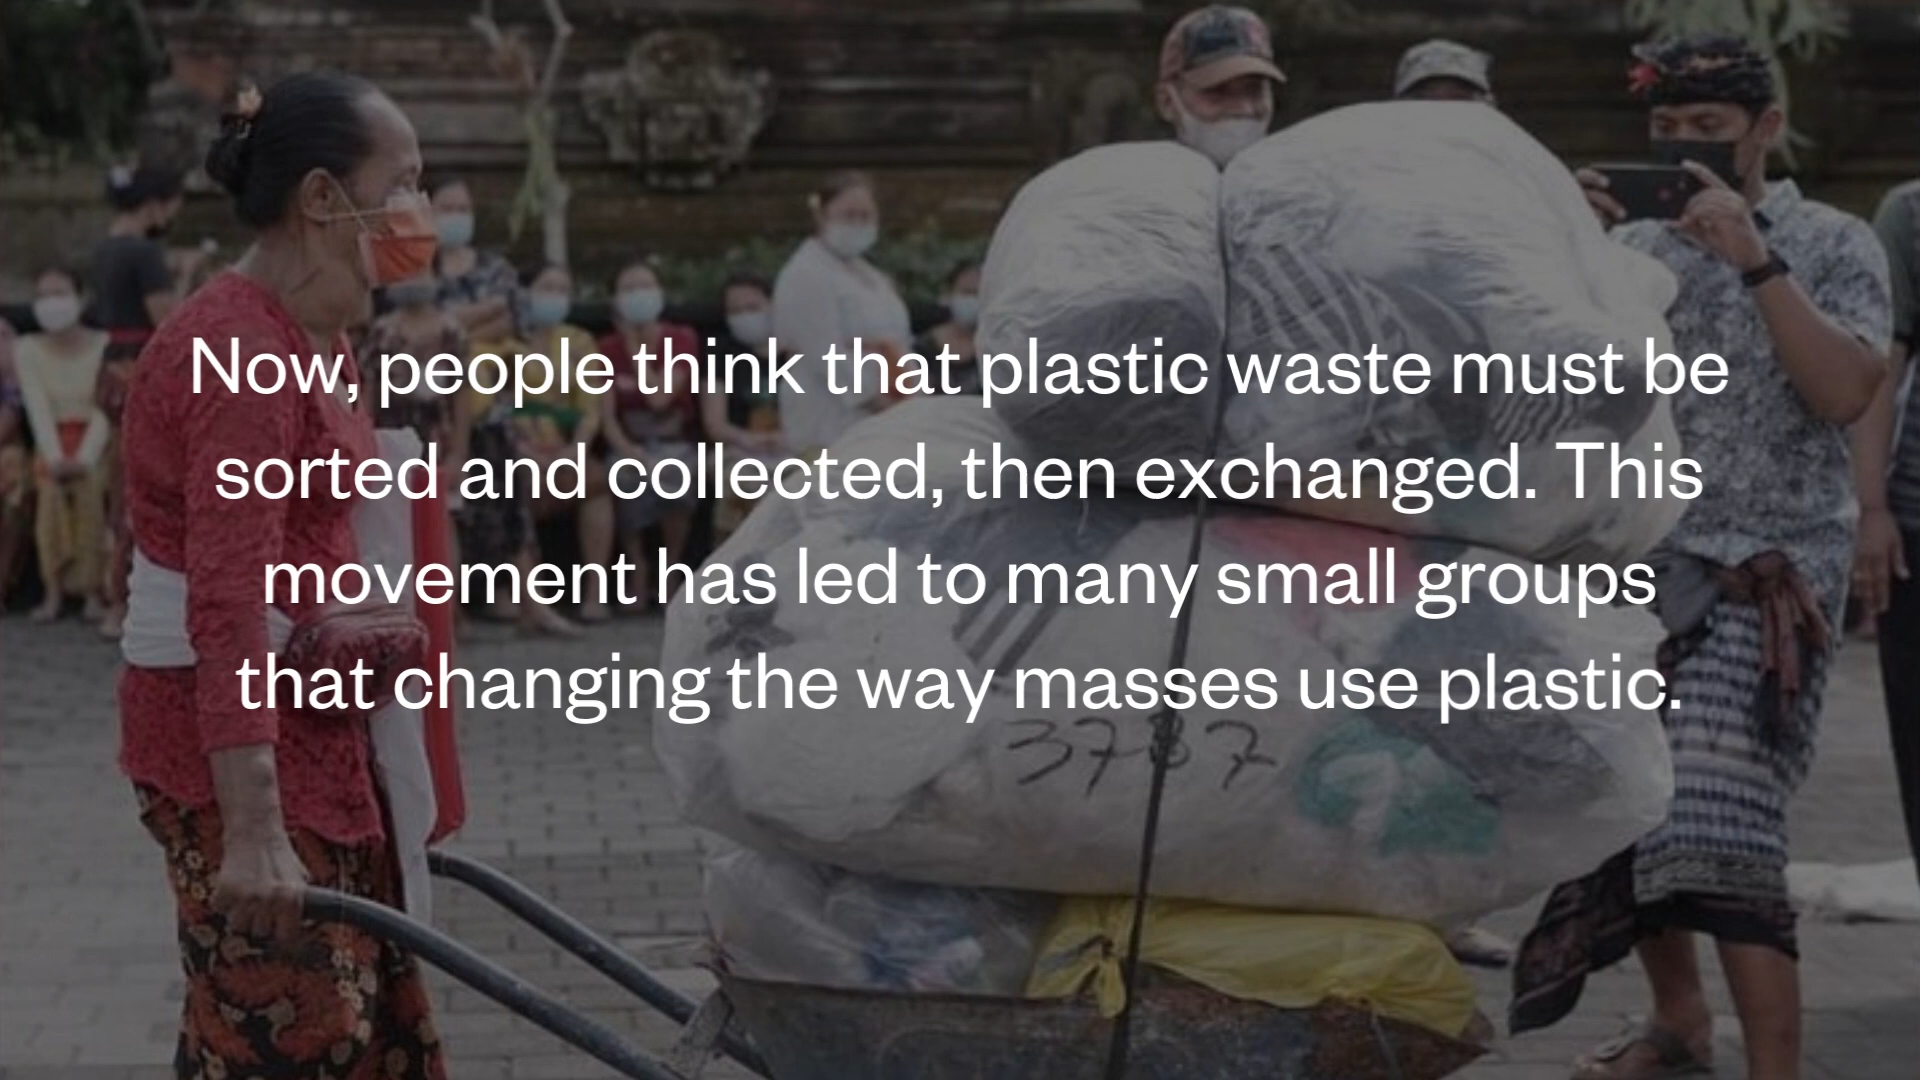 Now, people think that plastic waste must be
sorted and collected, then exchanged. This
movement has led to many small groups
that changing the way masses use plastic.
3787